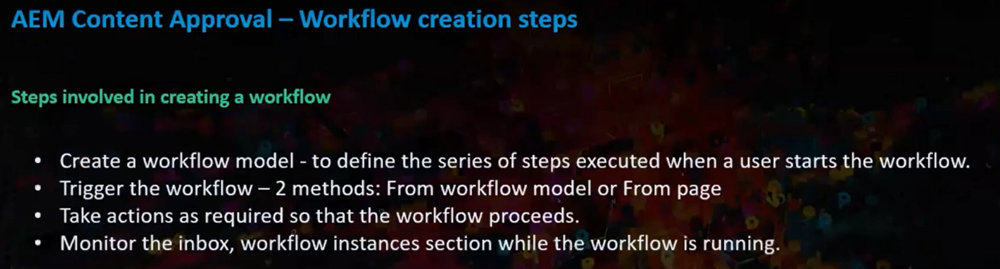 AEM Content Approval – Workflow creation steps
Steps involved in creating a workflow
• Create a workflow model - to define the series of steps executed when a user starts the workflow.
• Trigger the workflow – 2 methods: From workflow model or From page
• Take actions as required so that the workflow proceeds.
• Monitor the inbox, workflow instances section while the workflow is running.